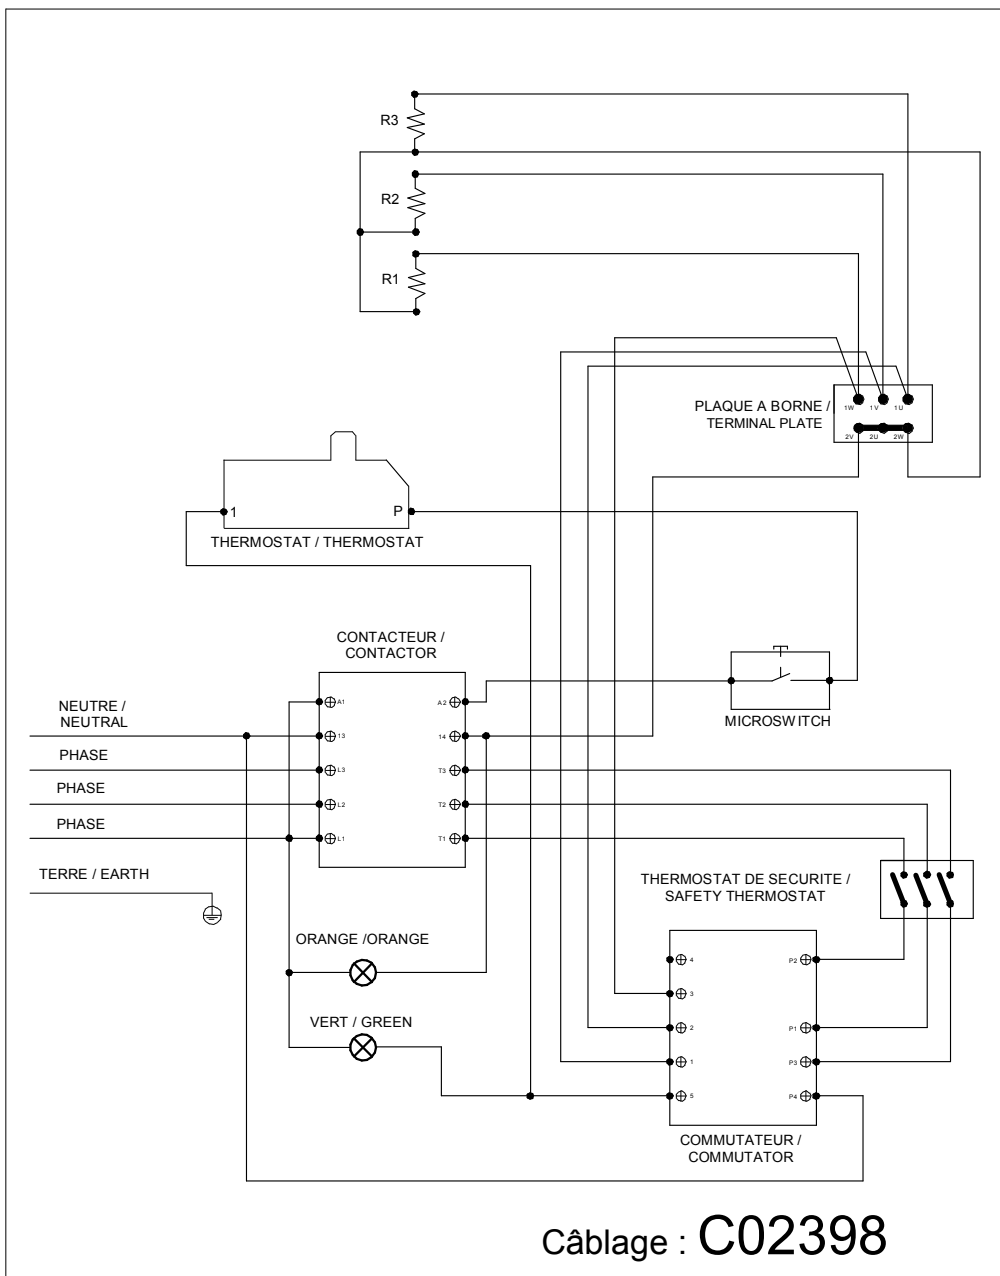 R3
R2
R1
PLAQUE A BORNE /
TERMINAL PLATE
1W 1V 1U
2V 2U 2W
1 P
THERMOSTAT / THERMOSTAT
CONTACTEUR /
CONTACTOR
A1 A2
13 14
L3 T3
L2 T2
L1 T1
MICROSWITCH
NEUTRE /
NEUTRAL
PHASE
PHASE
PHASE
TERRE / EARTH
THERMOSTAT DE SECURITE /
SAFETY THERMOSTAT
ORANGE /ORANGE
VERT / GREEN
4 P2
3
2 P1
1 P3
5 P4
COMMUTATEUR /
COMMUTATOR
Câblage : C02398